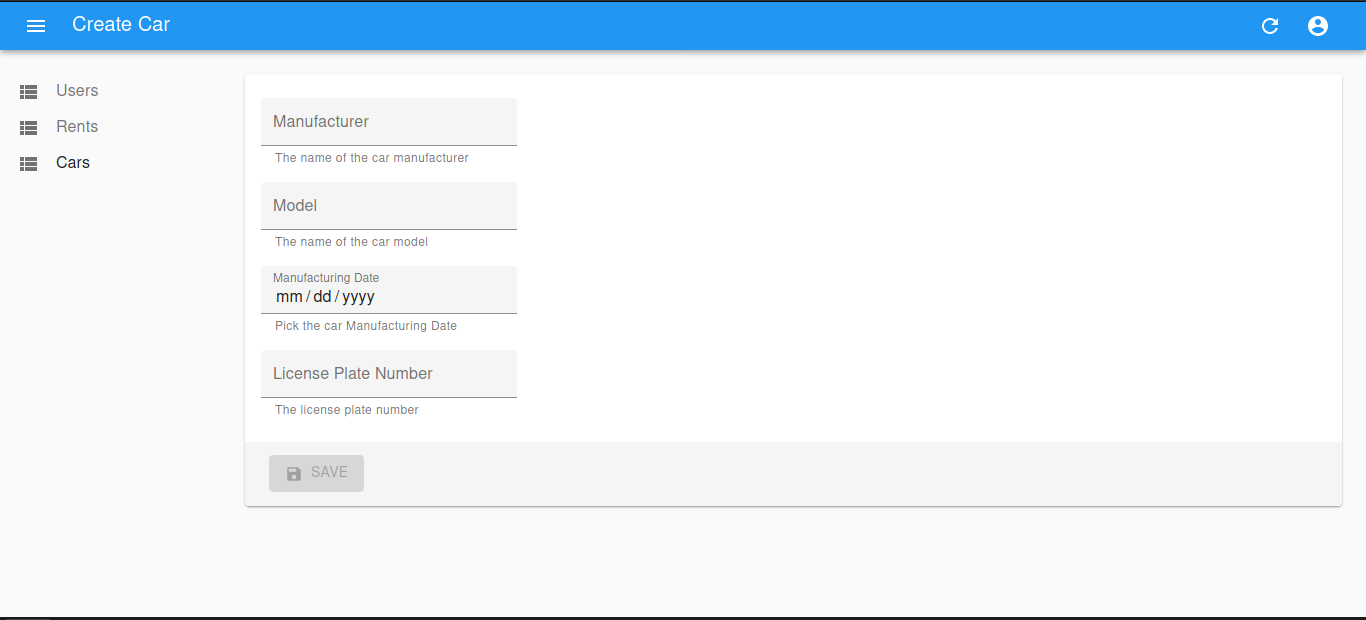 Create Car
Users
Rents
Cars
Manufacturer
The name of the car manufacturer
Model
The name of the car model
Manufacturing Date
mm/dd/yyyy
Pick the car Manufacturing Date
License Plate Number
The license plate number
SAVE